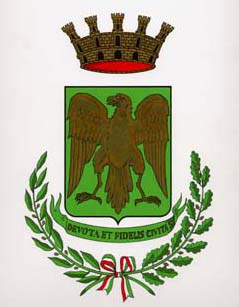 DEVOTA ET FIDELIS CIVITAS